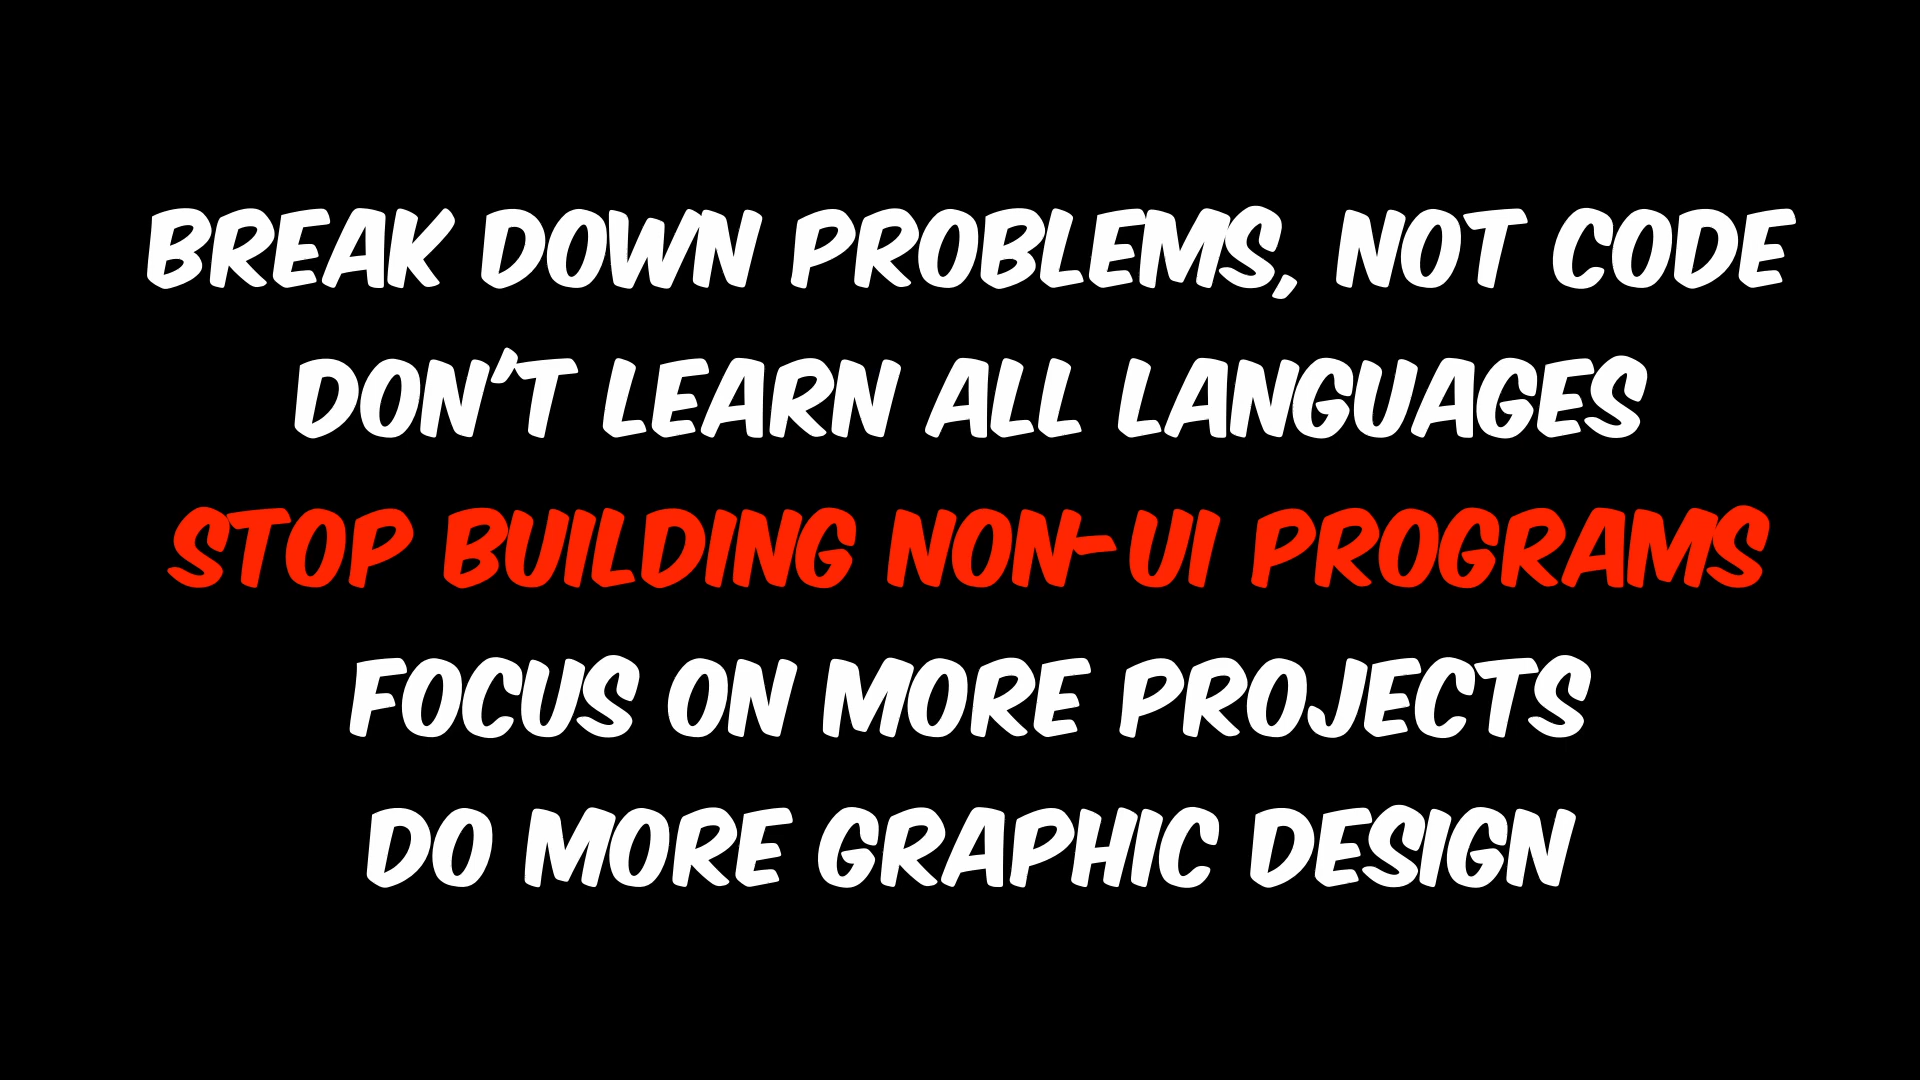 BREAK DOWN PROBLEMS, NOT CODE
DON'T LEARN ALL LANGUAGES
STOP BUILDING NON-UI PROGRAMS
FOCUS ON MORE PROJECTS
DO MORE GRAPHIC DESIGN